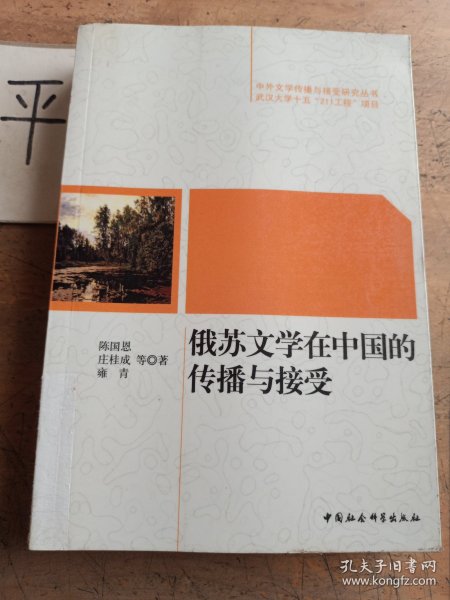 平
中外文学传播与接受研究丛书
武汉大学十五“211工程”项目
陈国恩
庄桂成 等◎著
雍青
俄苏文学在中国的
传播与接受
中国社会科学出版社
孔夫子旧书网
www.kongfz.com